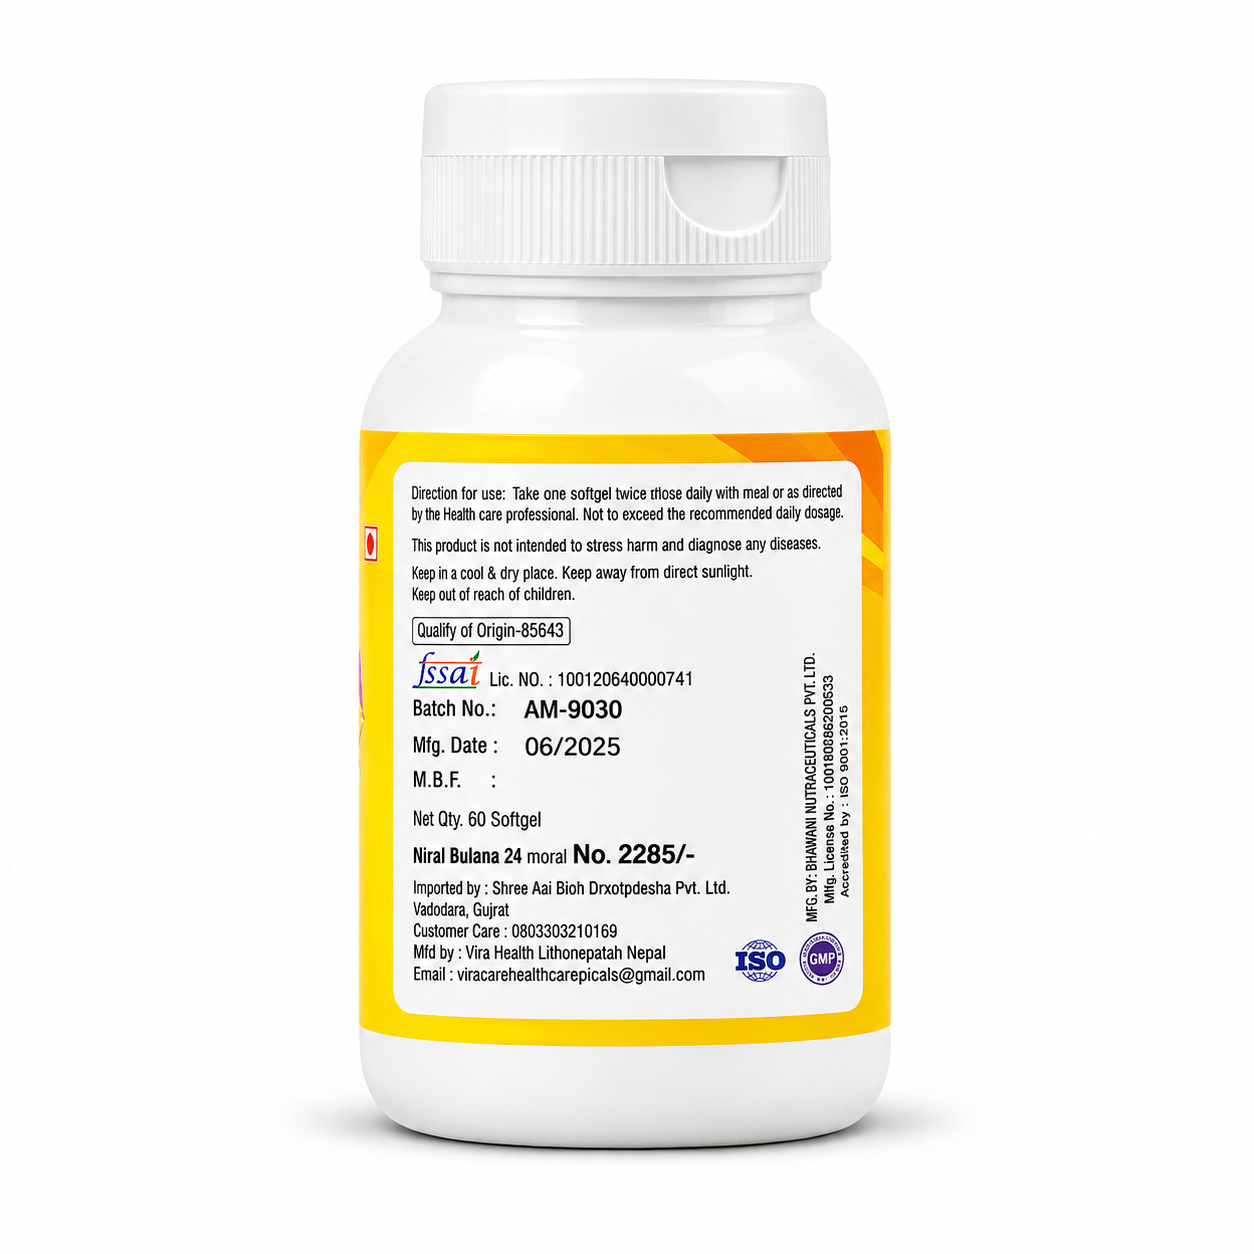 Direction for use: Take one softgel twice those daily with meal or as directed
by the Health care professional. Not to exceed the recommended daily dosage.
This product is not intended to stress harm and diagnose any diseases.
Keep in a cool & dry place. Keep away from direct sunlight.
Keep out of reach of children.
Qualify of Origin-85643
fssai Lic. NO. : 100120640000741
Batch No.: AM-9030
Mfg. Date : 06/2025
M.B.F. :
Net Qty. 60 Softgel
Niral Bulana 24 moral No. 2285/-
Imported by : Shree Aai Bioh Drxotpdesha Pvt. Ltd.
Vadodara, Gujrat
Customer Care : 0803303210169
Mfd by : Vira Health Lithonepatah Nepal
Email : viracarehealthcarepicals@gmail.com
ISO
GMP
MFG. BY: BHAWANI NUTRACEUTICALS PVT. LTD.
Mfg. License No. : 100180886200533
Accredited by : ISO 9001:2015